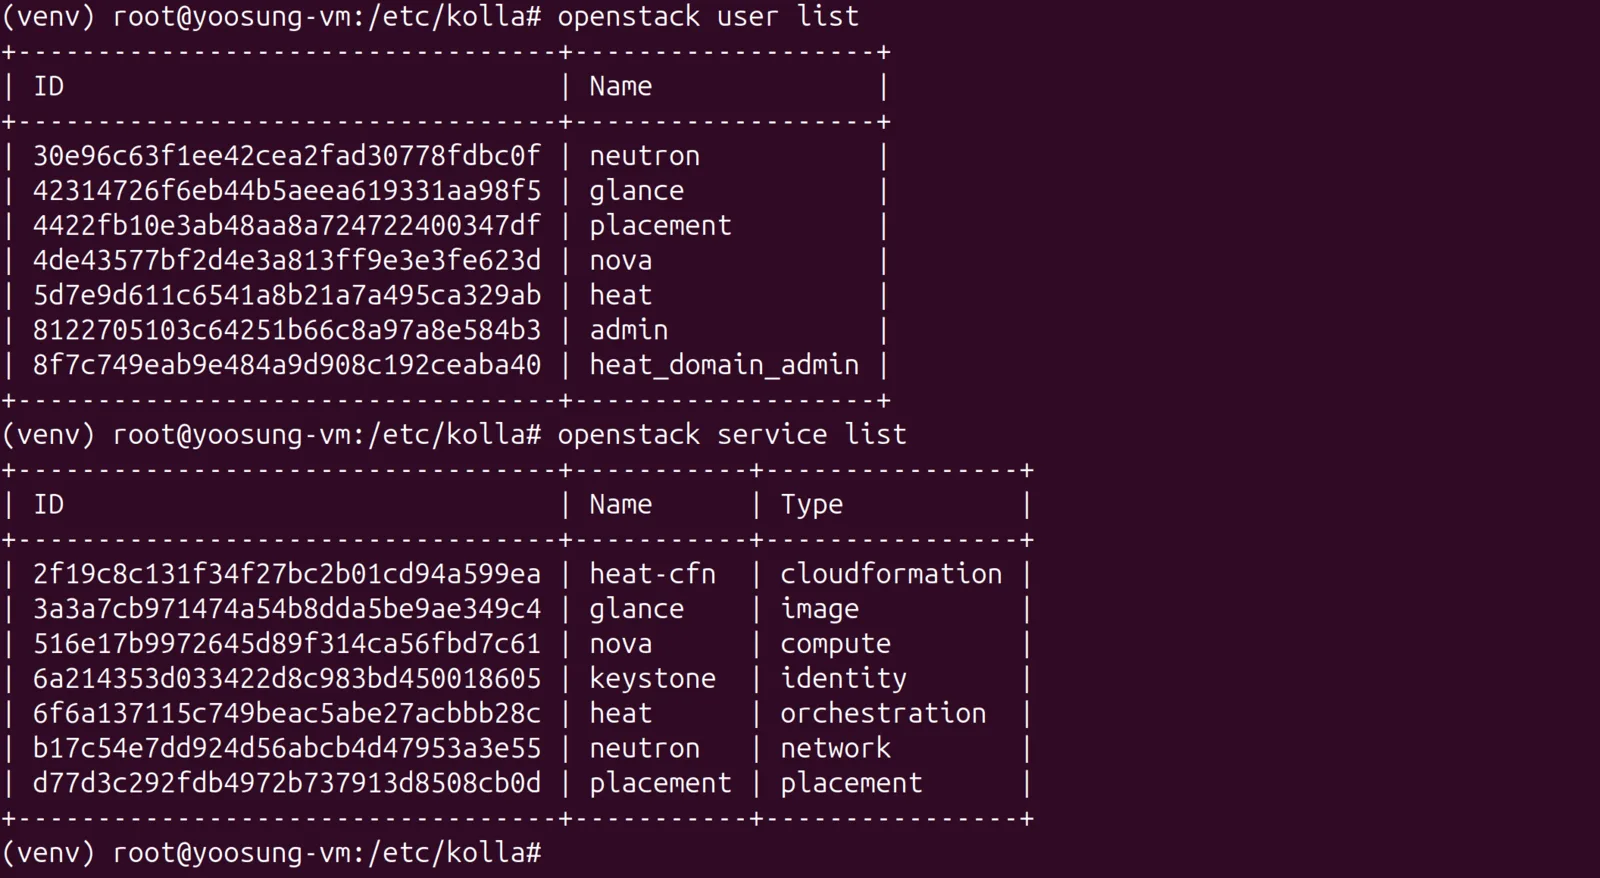 (venv) root@yoosung-vm:/etc/kolla# openstack user list
+----------------------------------+-------------------+
| ID                               | Name              |
+----------------------------------+-------------------+
| 30e96c63f1ee42cea2fad30778fdbc0f | neutron           |
| 42314726f6eb44b5aeea619331aa98f5 | glance            |
| 4422fb10e3ab48aa8a724722400347df | placement         |
| 4de43577bf2d4e3a813ff9e3e3fe623d | nova              |
| 5d7e9d611c6541a8b21a7a495ca329ab | heat              |
| 8122705103c64251b66c8a97a8e584b3 | admin             |
| 8f7c749eab9e484a9d908c192ceaba40 | heat_domain_admin |
+----------------------------------+-------------------+
(venv) root@yoosung-vm:/etc/kolla# openstack service list
+----------------------------------+-----------+----------------+
| ID                               | Name      | Type           |
+----------------------------------+-----------+----------------+
| 2f19c8c131f34f27bc2b01cd94a599ea | heat-cfn  | cloudformation |
| 3a3a7cb971474a54b8dda5be9ae349c4 | glance    | image          |
| 516e17b9972645d89f314ca56fbd7c61 | nova      | compute        |
| 6a214353d033422d8c983bd450018605 | keystone  | identity       |
| 6f6a137115c749beac5abe27acbbb28c | heat      | orchestration  |
| b17c54e7dd924d56abcb4d47953a3e55 | neutron   | network        |
| d77d3c292fdb4972b737913d8508cb0d | placement | placement      |
+----------------------------------+-----------+----------------+
(venv) root@yoosung-vm:/etc/kolla#